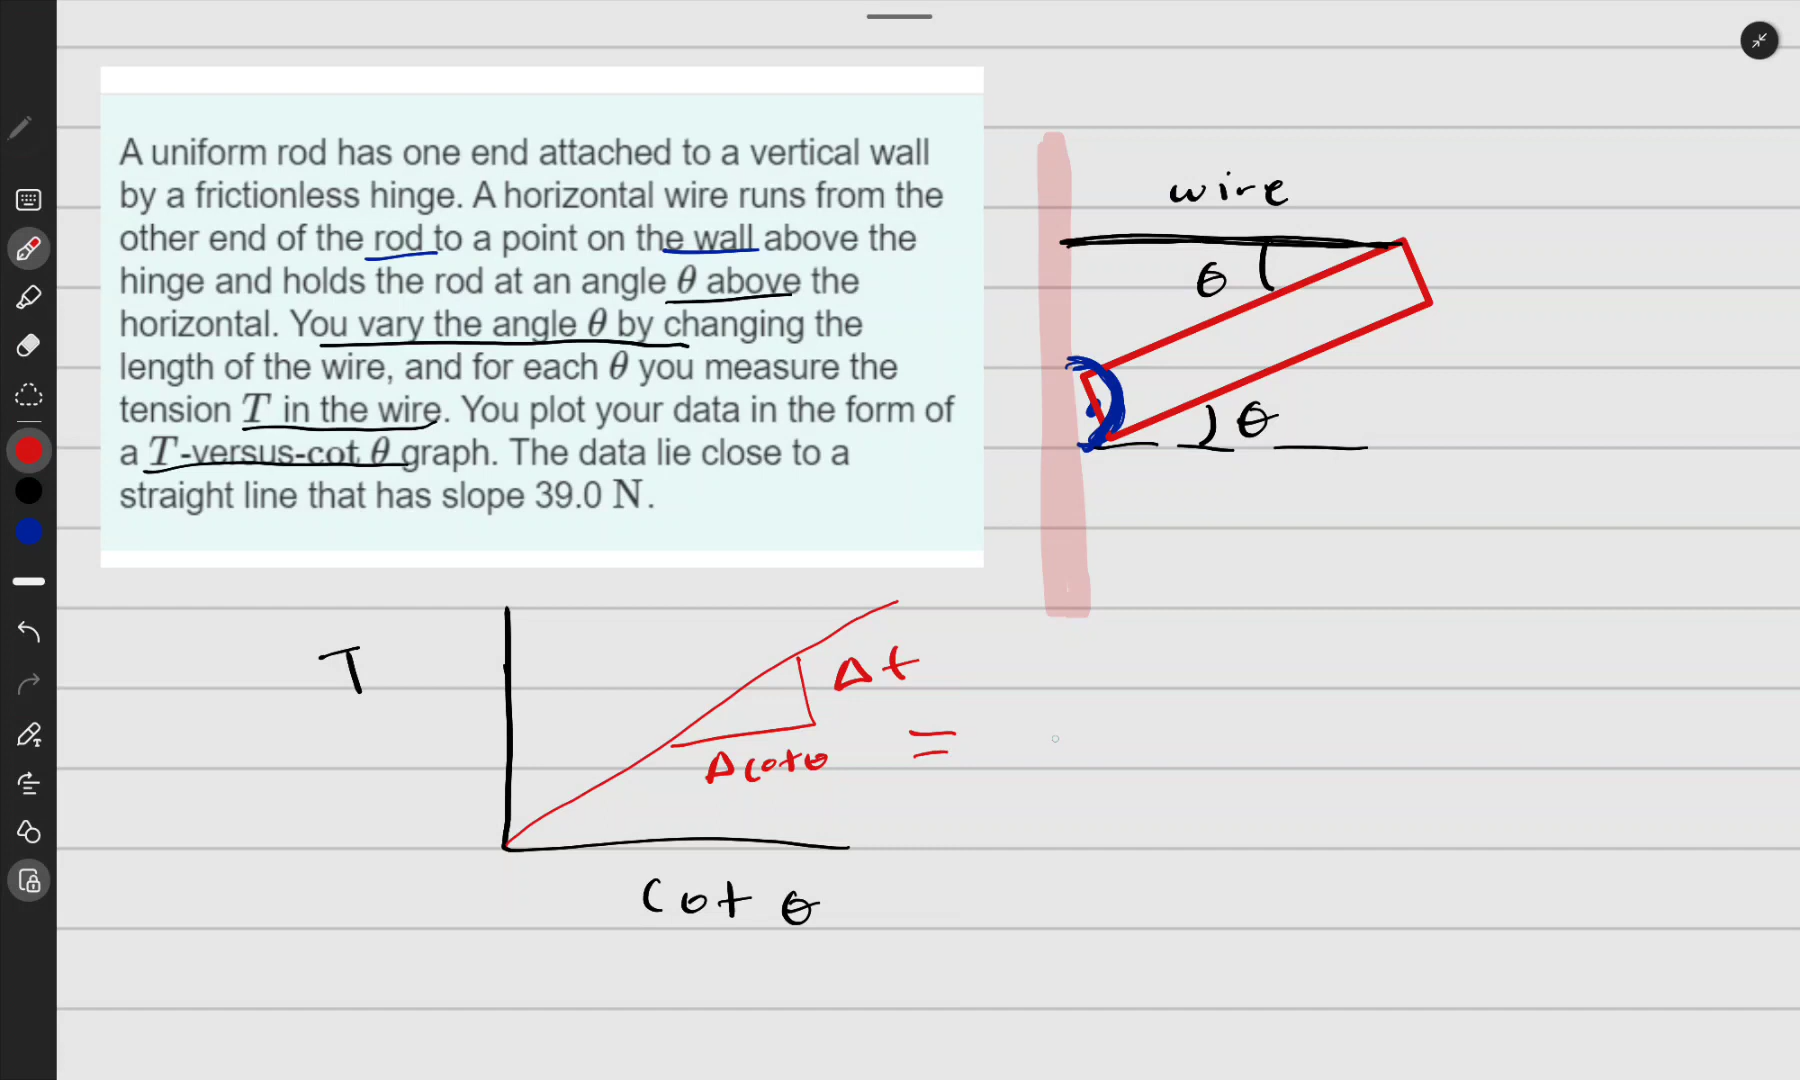 A uniform rod has one end attached to a vertical wall
by a frictionless hinge. A horizontal wire runs from the
other end of the rod to a point on the wall above the
hinge and holds the rod at an angle θ above the
horizontal. You vary the angle θ by changing the
length of the wire, and for each θ you measure the
tension T in the wire. You plot your data in the form of
a T-versus-cot θ graph. The data lie close to a
straight line that has slope 39.0 N.
wire
θ
θ
T
Δt
Δcotθ
=
Cot θ